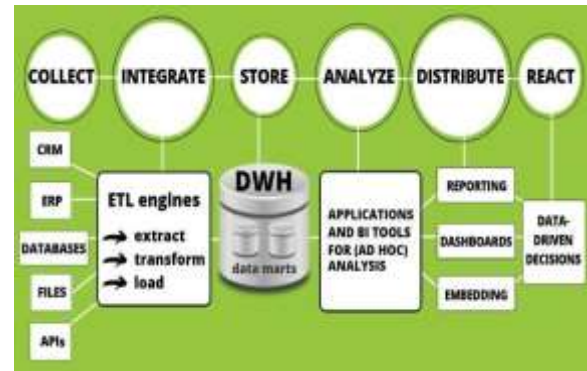 COLLECT
INTEGRATE
STORE
ANALYZE
DISTRIBUTE
REACT
CRM
ERP
DATABASES
FILES
APIs
ETL engines
extract
transform
load
DWH
data marts
APPLICATIONS
AND BI TOOLS
FOR (AD HOC)
ANALYSIS
REPORTING
DASHBOARDS
EMBEDDING
DATA-
DRIVEN
DECISIONS